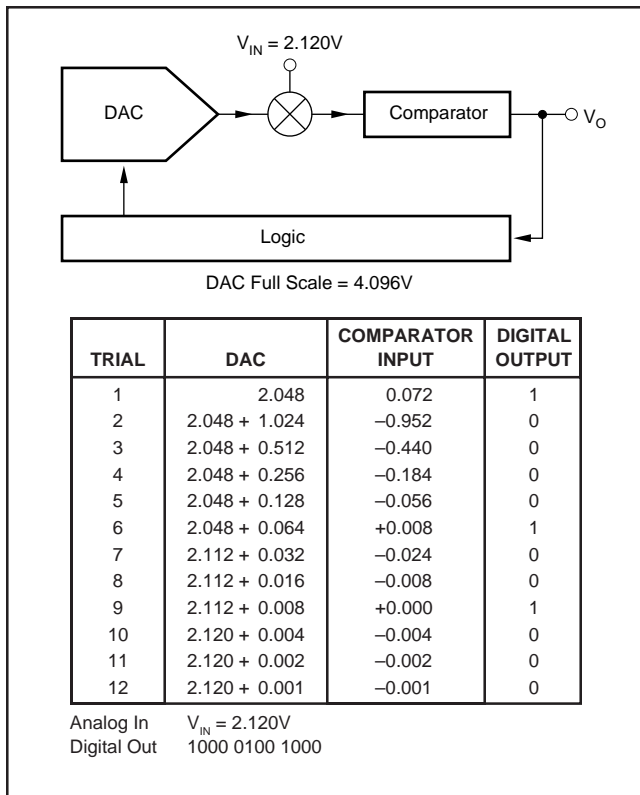 V_IN = 2.120V
DAC
Comparator
V_O
Logic
DAC Full Scale = 4.096V
TRIAL DAC COMPARATOR INPUT DIGITAL OUTPUT
1 2.048 0.072 1
2 2.048 + 1.024 –0.952 0
3 2.048 + 0.512 –0.440 0
4 2.048 + 0.256 –0.184 0
5 2.048 + 0.128 –0.056 0
6 2.048 + 0.064 +0.008 1
7 2.112 + 0.032 –0.024 0
8 2.112 + 0.016 –0.008 0
9 2.112 + 0.008 +0.000 1
10 2.120 + 0.004 –0.004 0
11 2.120 + 0.002 –0.002 0
12 2.120 + 0.001 –0.001 0
Analog In V_IN = 2.120V
Digital Out 1000 0100 1000